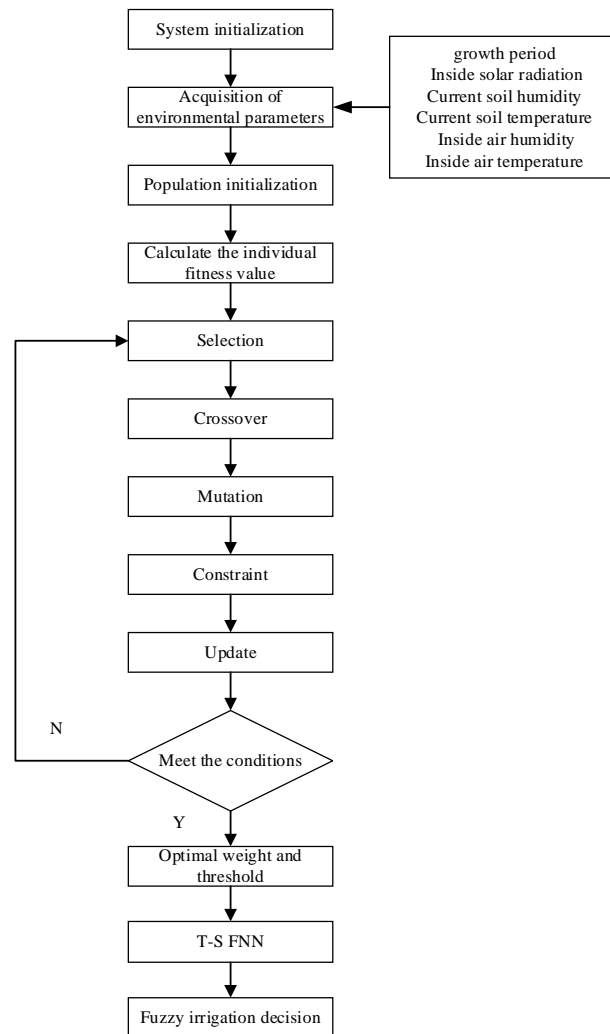 System initialization
growth period
Inside solar radiation
Current soil humidity
Current soil temperature
Inside air humidity
Inside air temperature
Acquisition of
environmental parameters
Population initialization
Calculate the individual
fitness value
Selection
Crossover
Mutation
Constraint
Update
N
Meet the conditions
Y
Optimal weight and
threshold
T-S FNN
Fuzzy irrigation decision